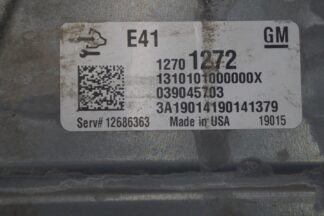 E41 GM
1270 1272
1310101000000X
039045703
3A19014190141379
Serv# 12686363 Made in USA 19015